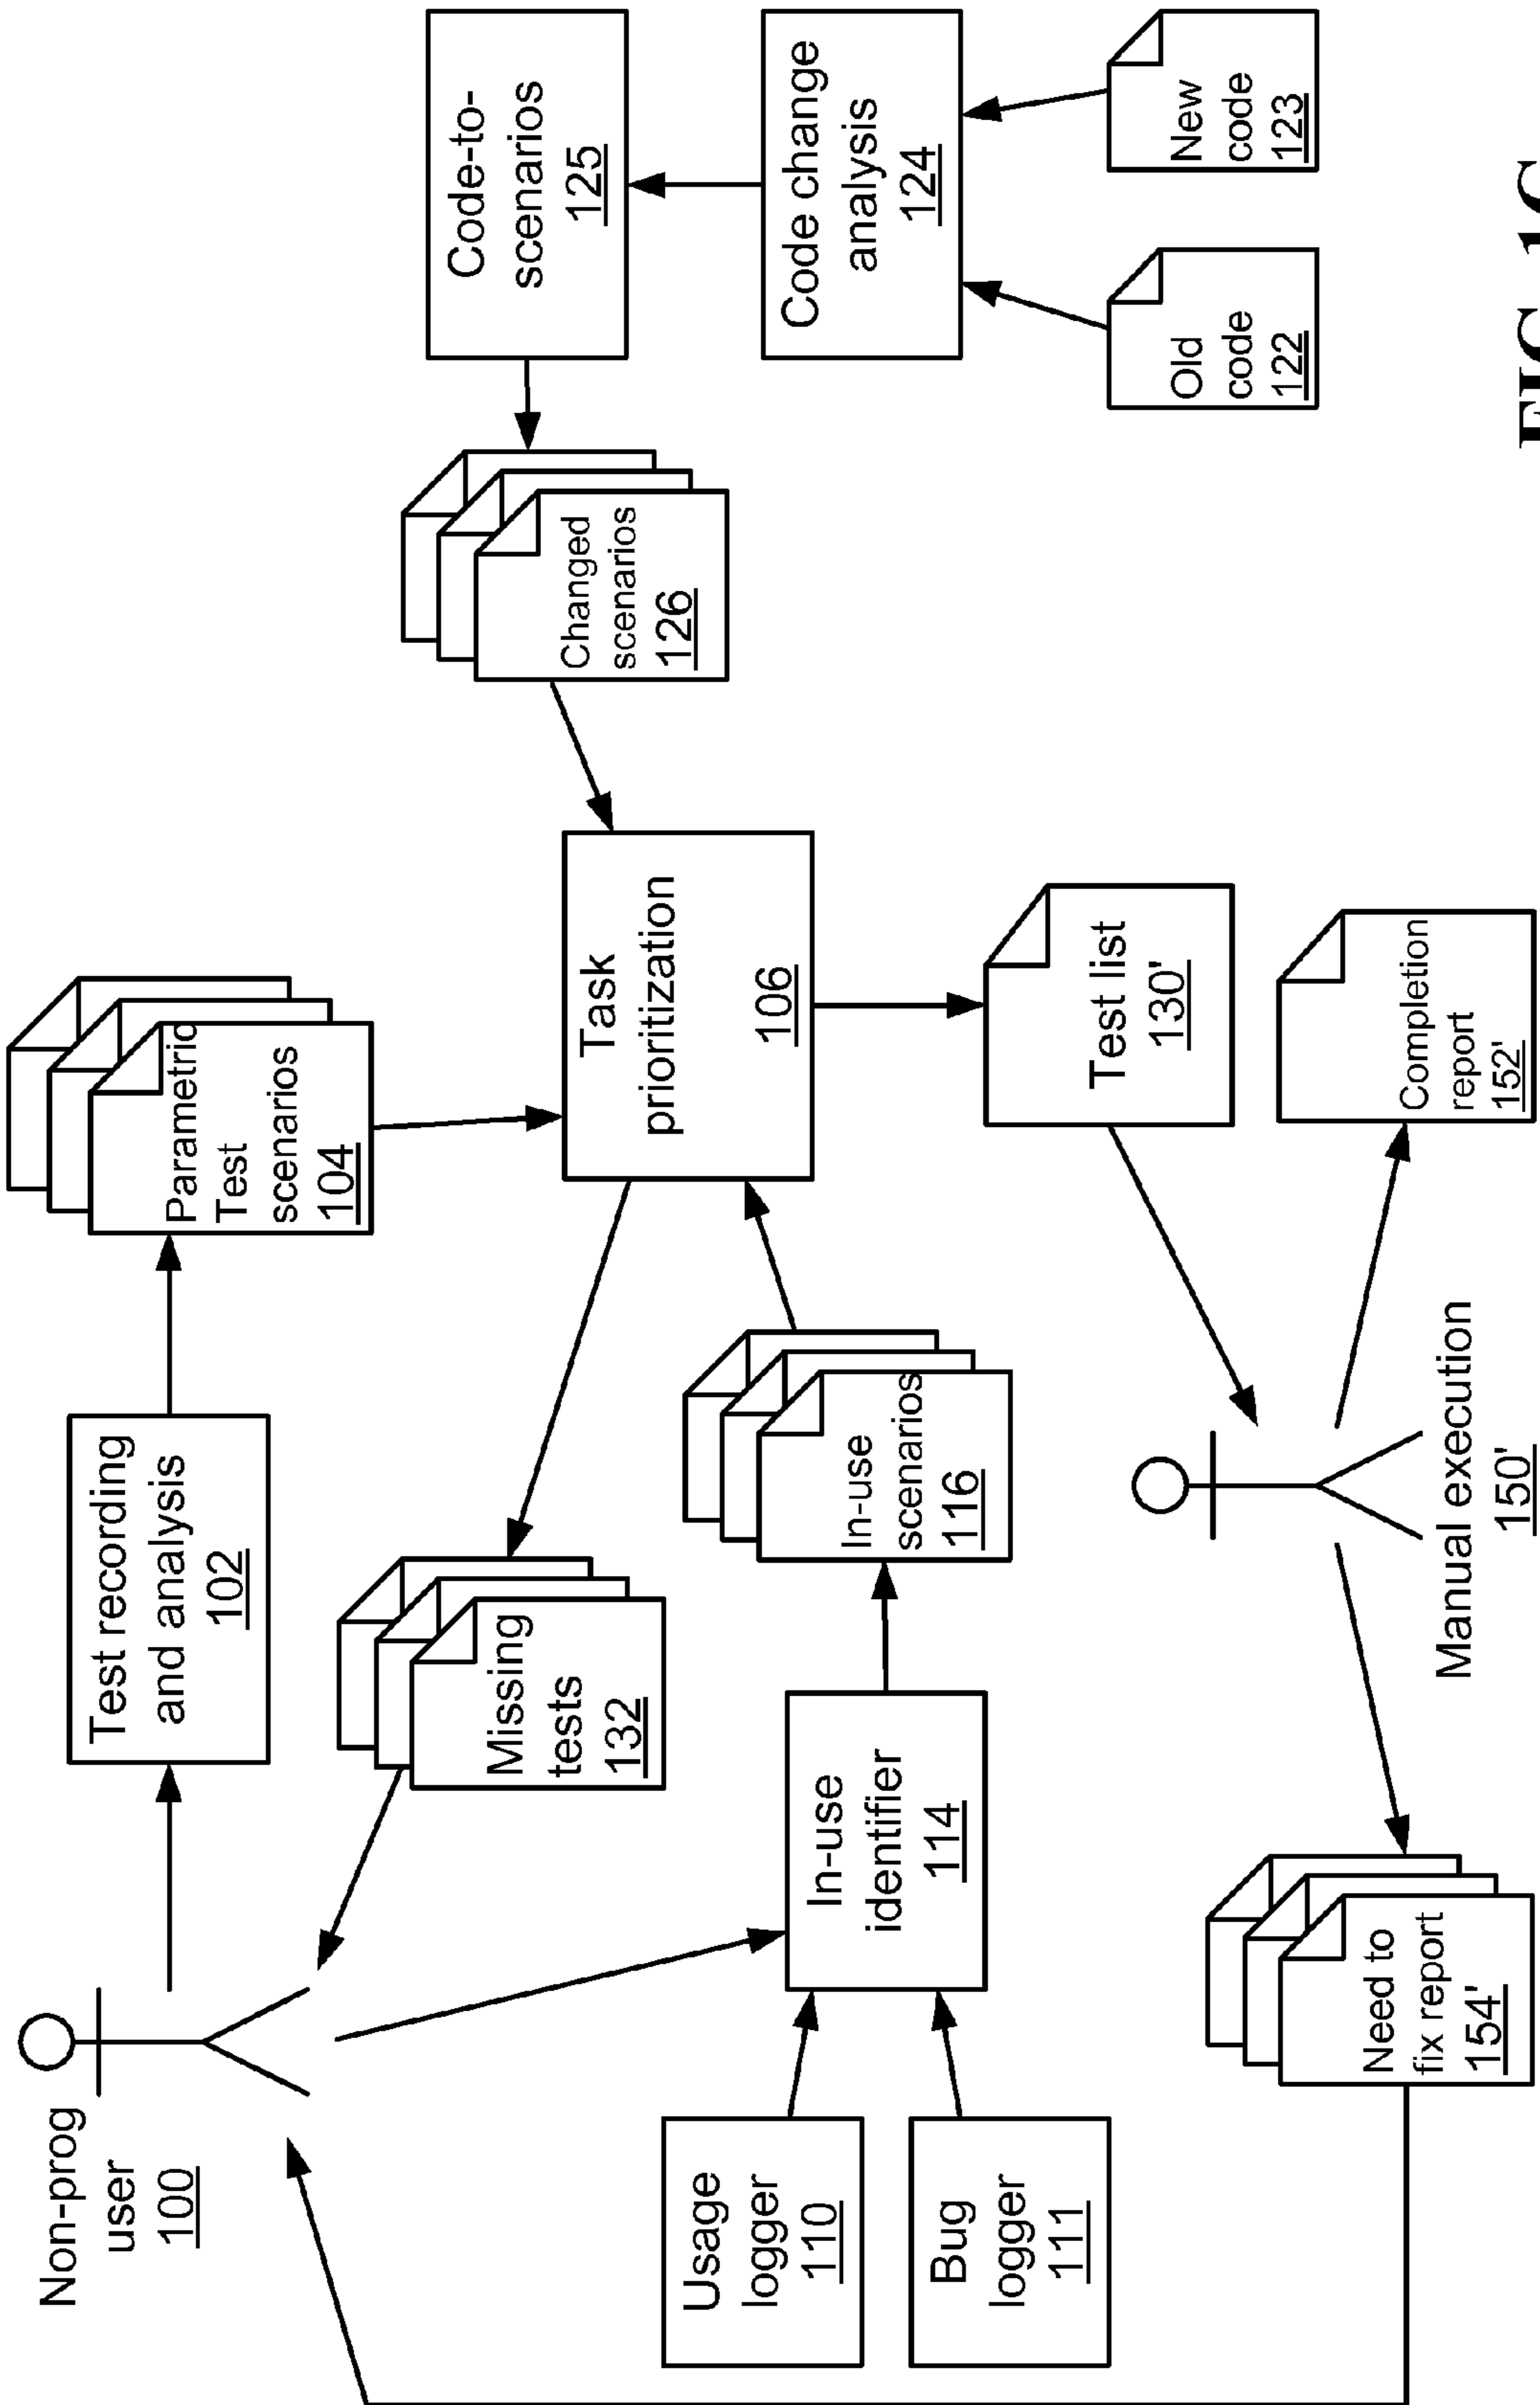 Non-prog
user
100
Test recording
and analysis
102
Parametric
Test
scenarios
104
Missing
tests
132
Task
prioritization
106
Changed
scenarios
126
Code-to-
scenarios
125
Code change
analysis
124
Old
code
122
New
code
123
Usage
logger
110
Bug
logger
111
In-use
identifier
114
In-use
scenarios
116
Test list
130'
Need to
fix report
154'
Manual execution
150'
Completion
report
152'
FIG. 1C